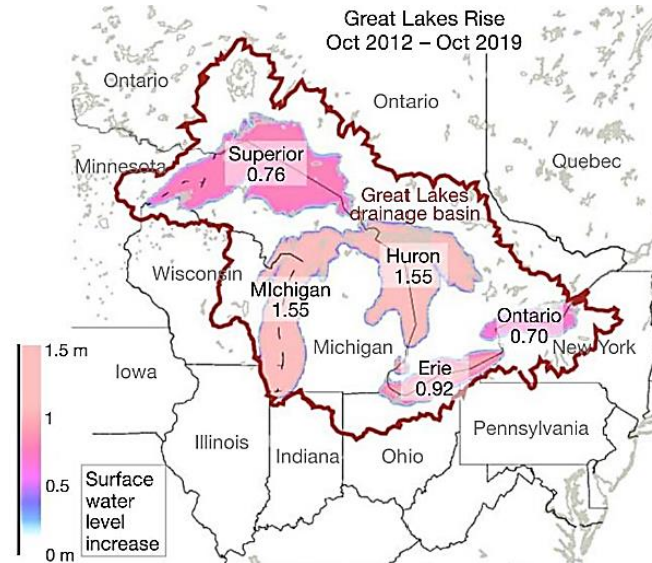 Great Lakes Rise
Oct 2012 – Oct 2019
Ontario
Ontario
Quebec
Minnesota
Superior
0.76
Great Lakes
drainage basin
Wisconsin
MIchigan
1.55
Huron
1.55
Michigan
Ontario
0.70
New York
Erie
0.92
Iowa
Illinois
Indiana
Ohio
Pennsylvania
1.5 m
1
0.5
0 m
Surface
water
level
increase